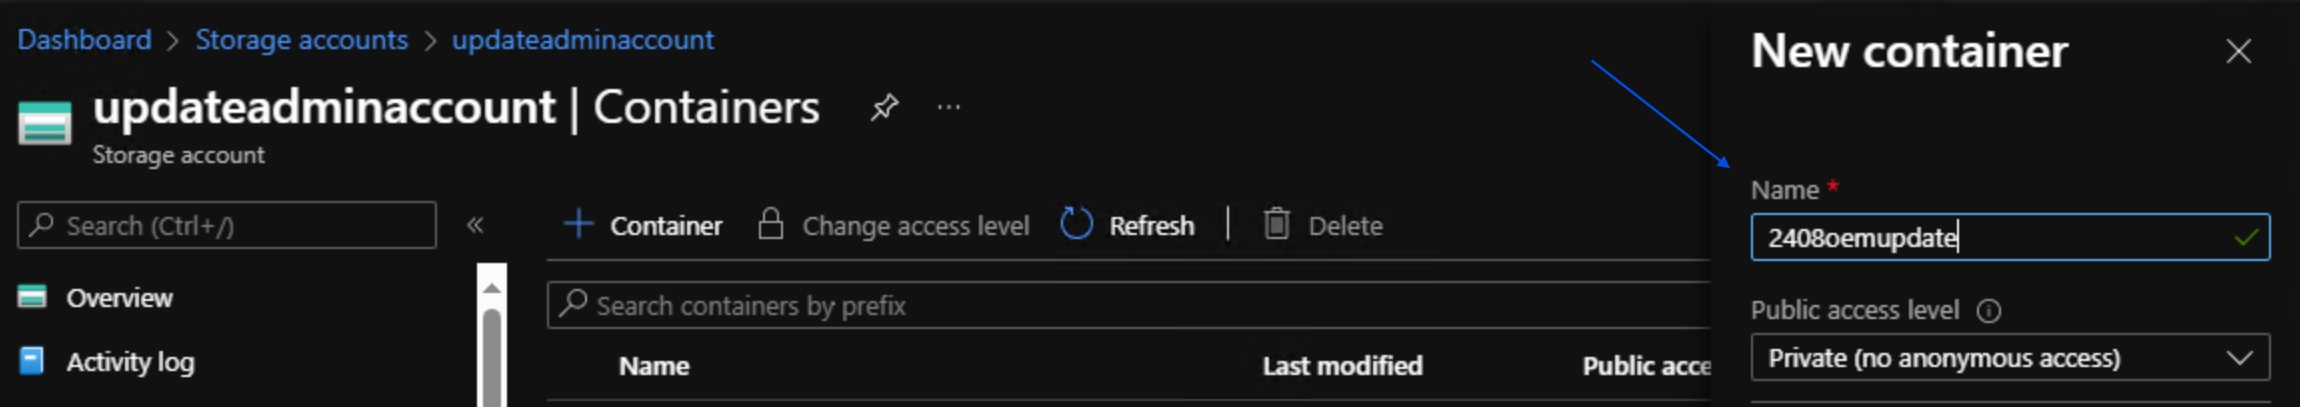 Dashboard > Storage accounts > updateadminaccount
updateadminaccount | Containers
Storage account
Search (Ctrl+/)
Overview
Activity log
Container Change access level Refresh | Delete
Search containers by prefix
Name Last modified Public acce
New container
Name *
2408oemupdate
Public access level
Private (no anonymous access)